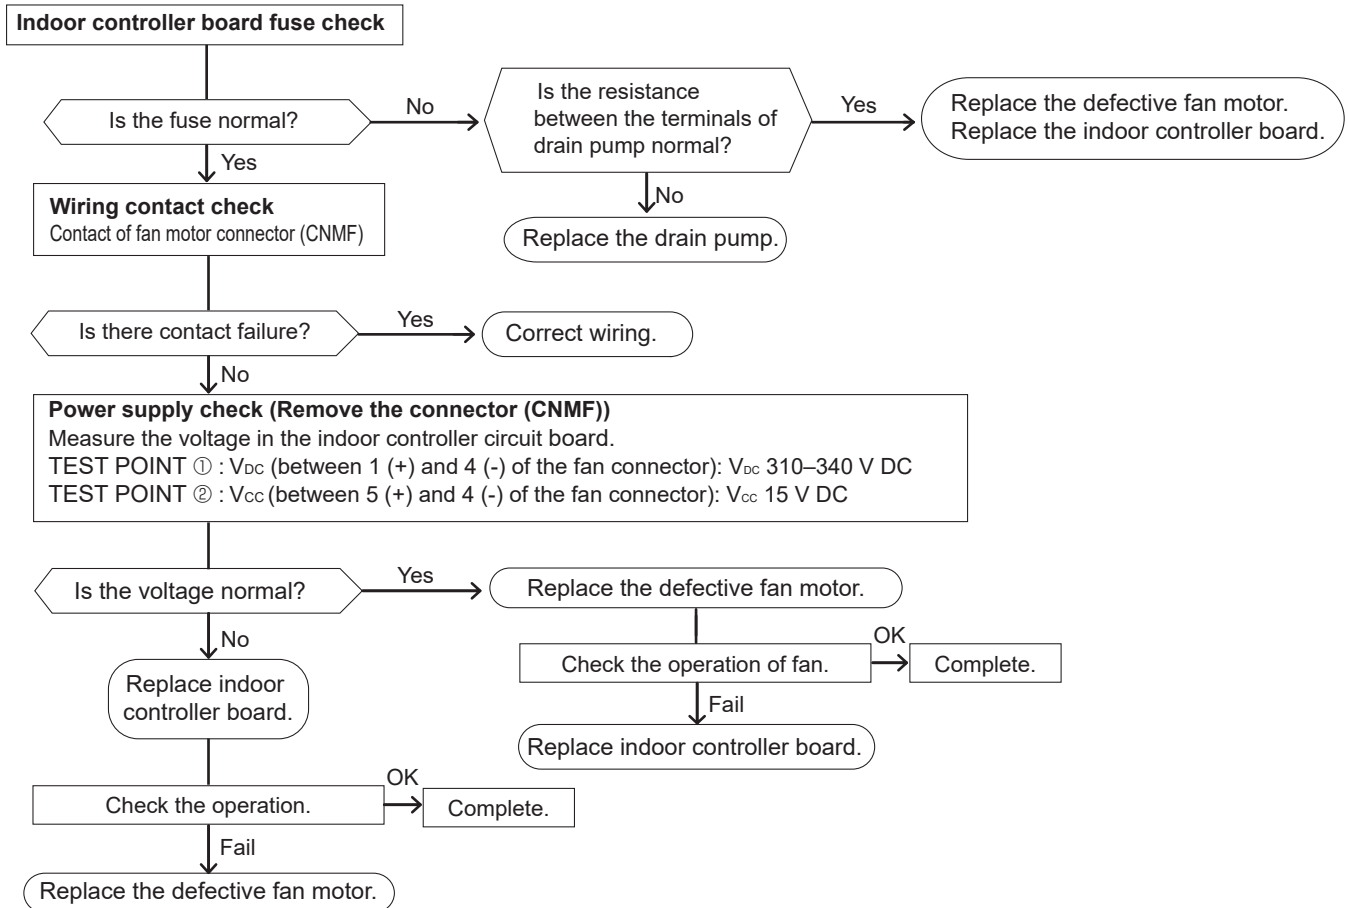 Indoor controller board fuse check
Is the fuse normal?
No
Is the resistance
between the terminals of
drain pump normal?
Yes
Replace the defective fan motor.
Replace the indoor controller board.
No
Replace the drain pump.
Yes
Wiring contact check
Contact of fan motor connector (CNMF)
Is there contact failure?
Yes
Correct wiring.
No
Power supply check (Remove the connector (CNMF))
Measure the voltage in the indoor controller circuit board.
TEST POINT ① : VDC (between 1 (+) and 4 (-) of the fan connector): VDC 310–340 V DC
TEST POINT ② : VCC (between 5 (+) and 4 (-) of the fan connector): VCC 15 V DC
Is the voltage normal?
Yes
Replace the defective fan motor.
Check the operation of fan.
OK
Complete.
Fail
Replace indoor controller board.
No
Replace indoor
controller board.
Check the operation.
OK
Complete.
Fail
Replace the defective fan motor.